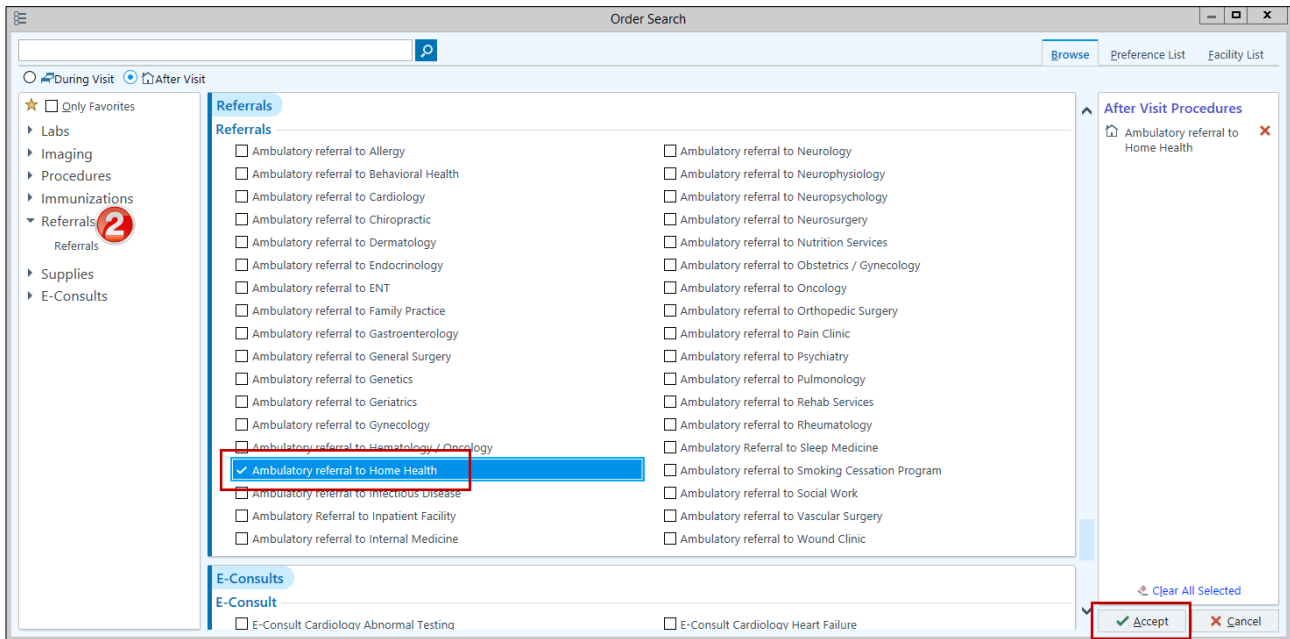 Order Search
Browse
Preference List
Facility List
During Visit
After Visit
Only Favorites
Labs
Imaging
Procedures
Immunizations
Referrals
2
Referrals
Supplies
E-Consults
Referrals
Referrals
Ambulatory referral to Allergy
Ambulatory referral to Behavioral Health
Ambulatory referral to Cardiology
Ambulatory referral to Chiropractic
Ambulatory referral to Dermatology
Ambulatory referral to Endocrinology
Ambulatory referral to ENT
Ambulatory referral to Family Practice
Ambulatory referral to Gastroenterology
Ambulatory referral to General Surgery
Ambulatory referral to Genetics
Ambulatory referral to Geriatrics
Ambulatory referral to Gynecology
Ambulatory referral to Hematology / Oncology
Ambulatory referral to Home Health
Ambulatory referral to Infectious Disease
Ambulatory Referral to Inpatient Facility
Ambulatory referral to Internal Medicine
Ambulatory referral to Neurology
Ambulatory referral to Neurophysiology
Ambulatory referral to Neuropsychology
Ambulatory referral to Neurosurgery
Ambulatory referral to Nutrition Services
Ambulatory referral to Obstetrics / Gynecology
Ambulatory referral to Oncology
Ambulatory referral to Orthopedic Surgery
Ambulatory referral to Pain Clinic
Ambulatory referral to Psychiatry
Ambulatory referral to Pulmonology
Ambulatory referral to Rehab Services
Ambulatory referral to Rheumatology
Ambulatory Referral to Sleep Medicine
Ambulatory referral to Smoking Cessation Program
Ambulatory referral to Social Work
Ambulatory referral to Vascular Surgery
Ambulatory referral to Wound Clinic
E-Consults
E-Consult
E-Consult Cardiology Abnormal Testing
E-Consult Cardiology Heart Failure
After Visit Procedures
Ambulatory referral to
Home Health
Clear All Selected
Accept
Cancel